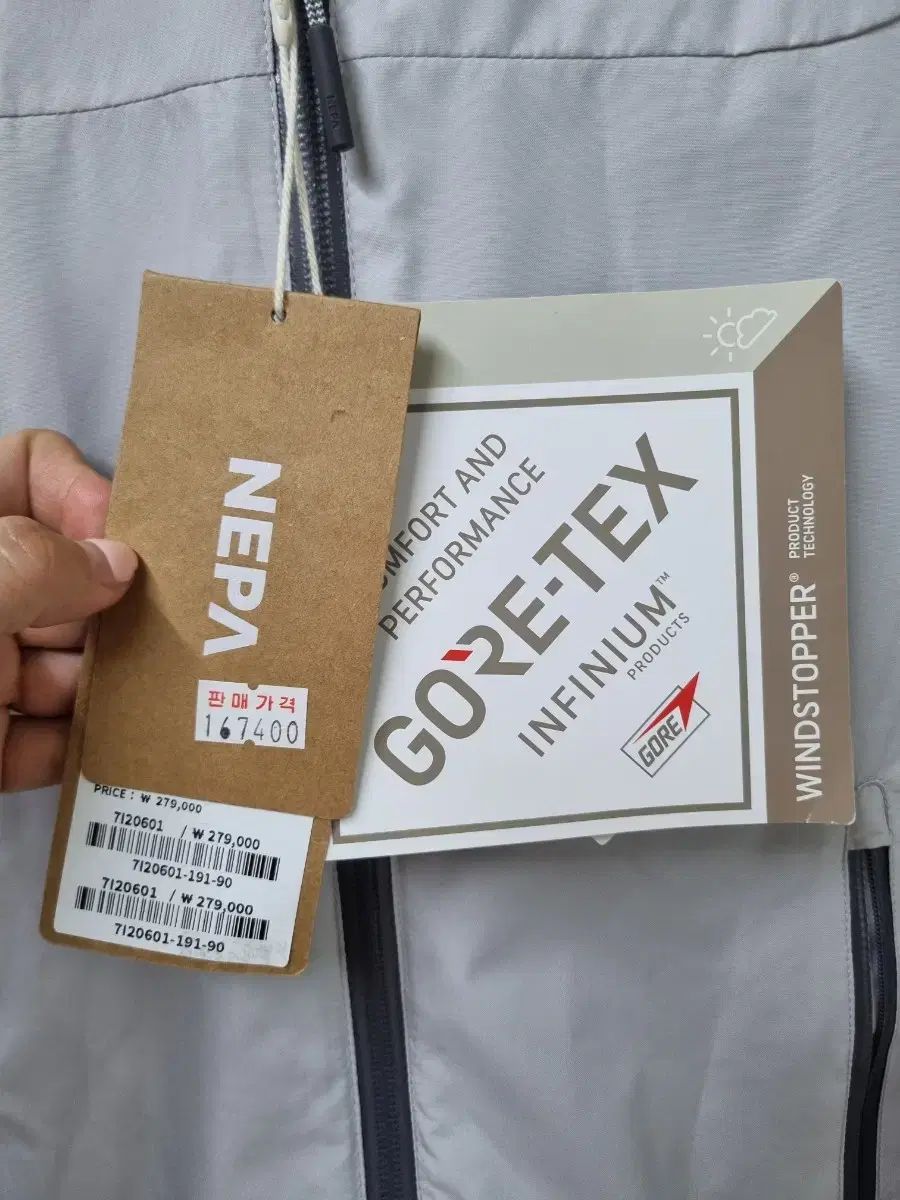 NEPA
판매가격
167400
PRICE : ₩ 279,000
7I20601 / ₩ 279,000
7I20601-191-90
7I20601 / ₩ 279,000
7I20601-191-90
AND
PERFORMANCE
GORE-TEX
INFINIUM™
PRODUCTS
GORE
WINDSTOPPER®
PRODUCT
TECHNOLOGY
NEPA